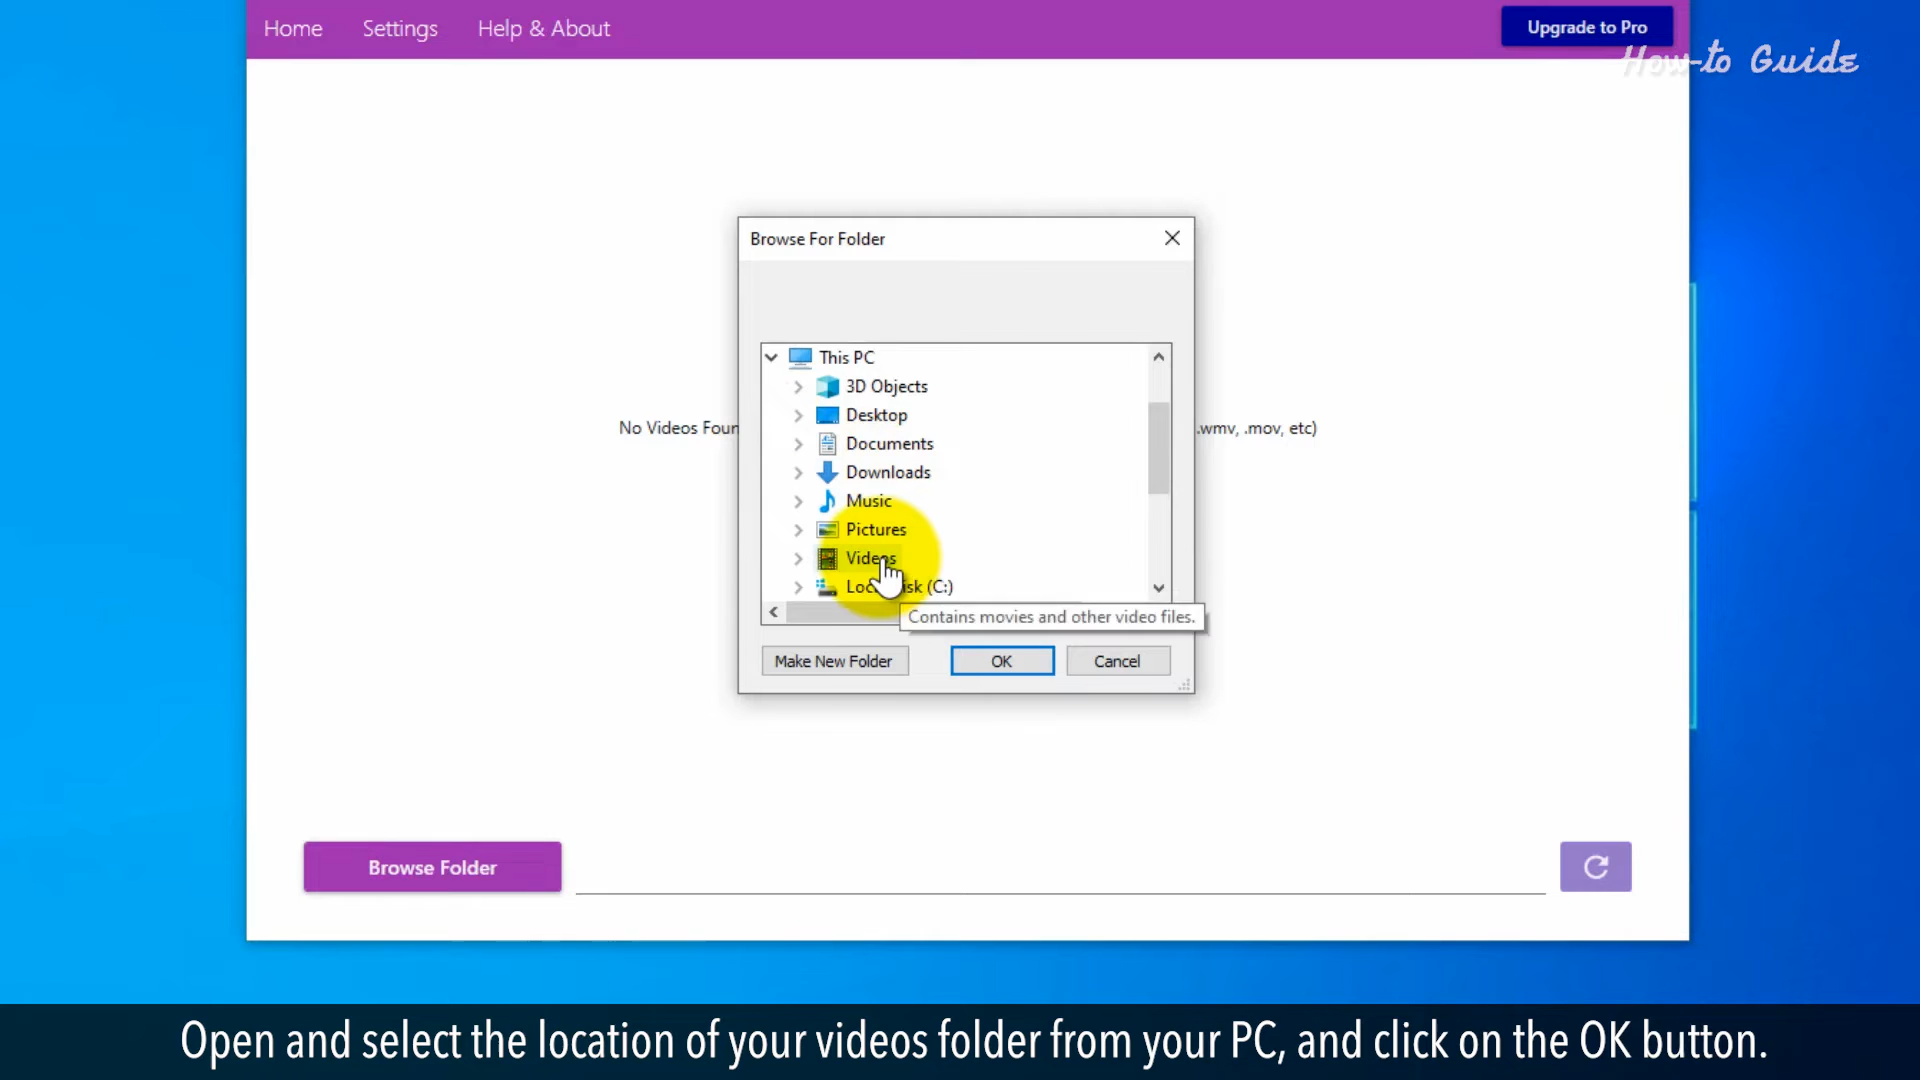 Home Settings Help & About Upgrade to Pro
How-to Guide
Browse For Folder
This PC
3D Objects
Desktop
No Videos Foun .wmv, .mov, etc)
Documents
Downloads
Music
Pictures
Videos
Loc isk (C:)
Contains movies and other video files.
Make New Folder OK Cancel
Browse Folder
Open and select the location of your videos folder from your PC, and click on the OK button.